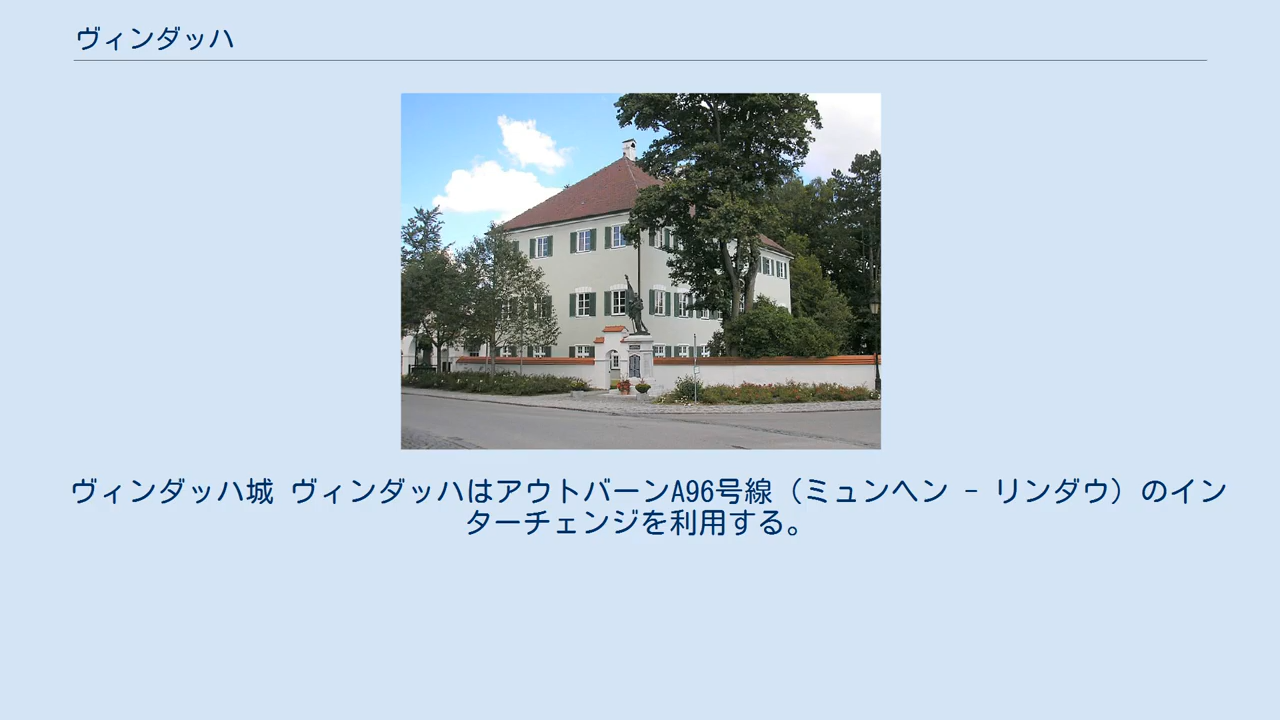 ヴィンダッハ
ヴィンダッハ城 ヴィンダッハはアウトバーンA96号線（ミュンヘン - リンダウ）のイン
ターチェンジを利用する。